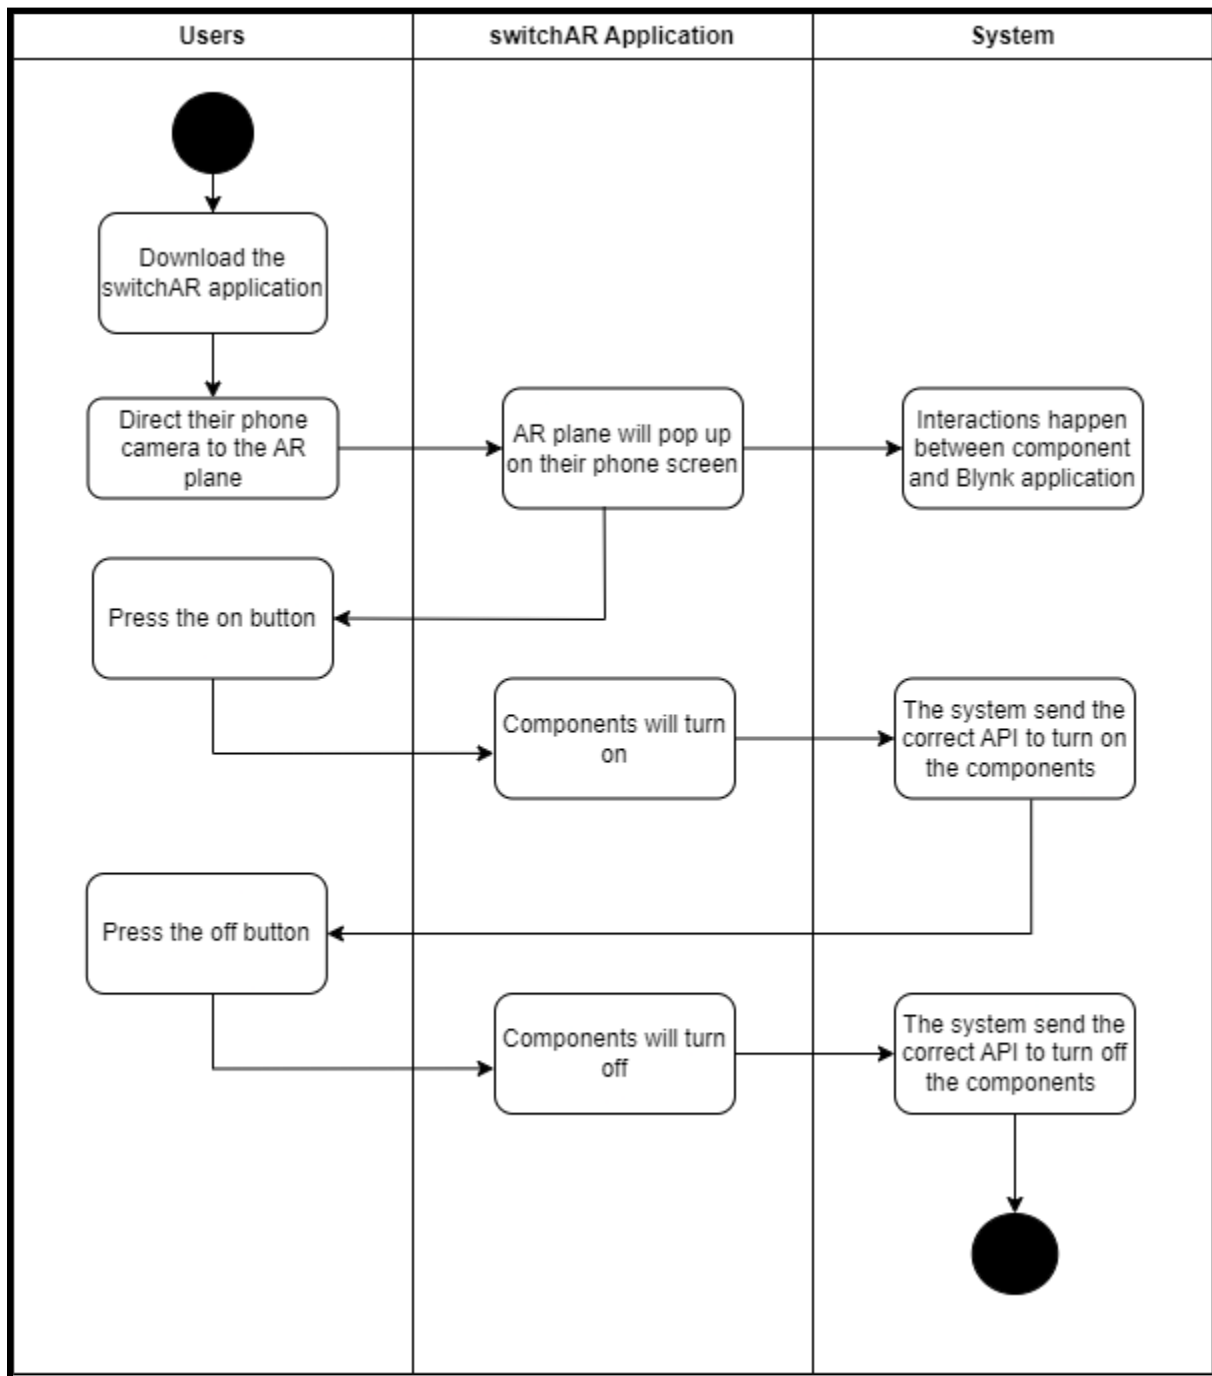 Users
switchAR Application
System
Download the
switchAR application
Direct their phone
camera to the AR
plane
AR plane will pop up
on their phone screen
Interactions happen
between component
and Blynk application
Press the on button
Components will turn
on
The system send the
correct API to turn on
the components
Press the off button
Components will turn
off
The system send the
correct API to turn off
the components